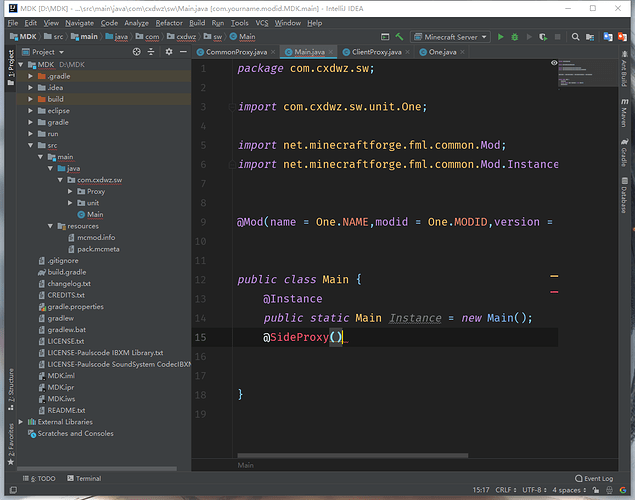 MDK [D:\MDK] - ...\src\main\java\com\cxdwz\sw\Main.java [com.yourname.modid.MDK.main] - IntelliJ IDEA
File Edit View Navigate Code Analyze Refactor Build Run Tools VCS Window Help
MDK src main java com cxdwz sw Main Minecraft Server
Project
CommonProxy.java Main.java ClientProxy.java One.java
1: Project
MDK D:\MDK
.gradle
.idea
build
eclipse
gradle
run
src
main
java
com.cxdwz.sw
Proxy
unit
Main
resources
mcmod.info
pack.mcmeta
.gitignore
build.gradle
changelog.txt
CREDITS.txt
gradle.properties
gradlew
gradlew.bat
LICENSE.txt
LICENSE-Paulscode IBXM Library.txt
LICENSE-Paulscode SoundSystem CodecIBXM
MDK.iml
MDK.ipr
MDK.iws
README.txt
External Libraries
Scratches and Consoles
1 package com.cxdwz.sw;
2
3 import com.cxdwz.sw.unit.One;
4
5 import net.minecraftforge.fml.common.Mod;
6 import net.minecraftforge.fml.common.Mod.Instance
7
8
9 @Mod(name = One.NAME,modid = One.MODID,version =
10
11
12 public class Main {
13 @Instance
14 public static Main Instance = new Main();
15 @SideProxy()
16
17
18 }
19
Main
Ant Build
Maven
Gradle
Database
Z: Structure
2: Favorites
6: TODO Terminal Event Log
15:17 CRLF UTF-8 4 spaces